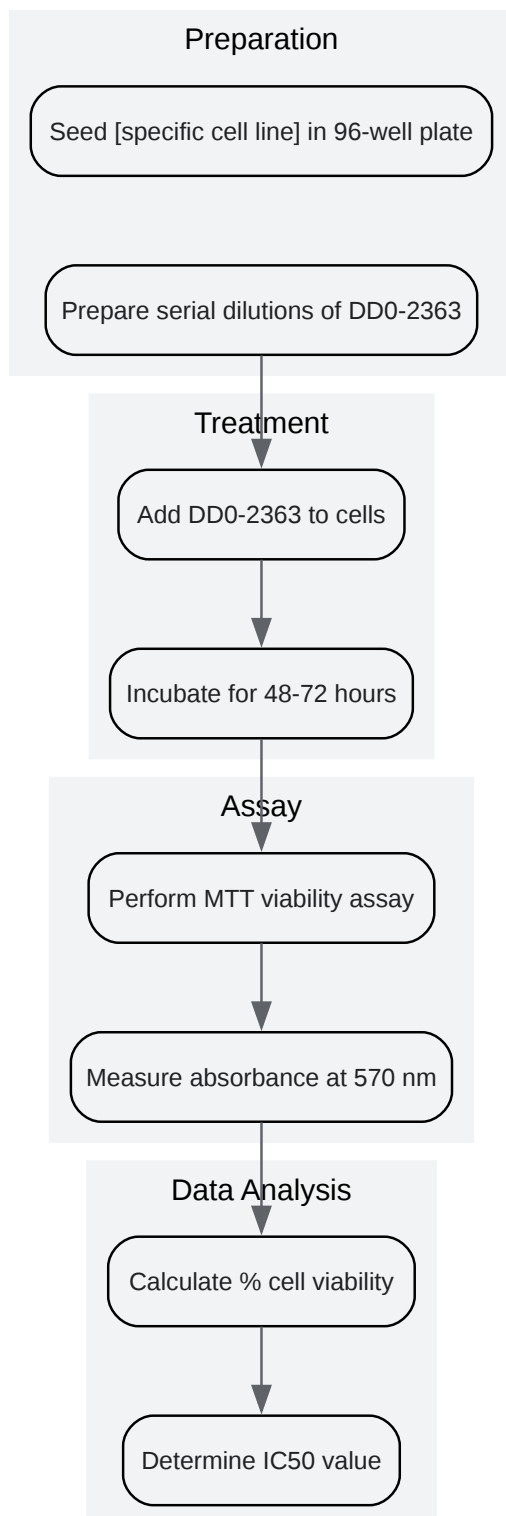 Preparation
Seed [specific cell line] in 96-well plate
Prepare serial dilutions of DD0-2363
Treatment
Add DD0-2363 to cells
Incubate for 48-72 hours
Assay
Perform MTT viability assay
Measure absorbance at 570 nm
Data Analysis
Calculate % cell viability
Determine IC50 value